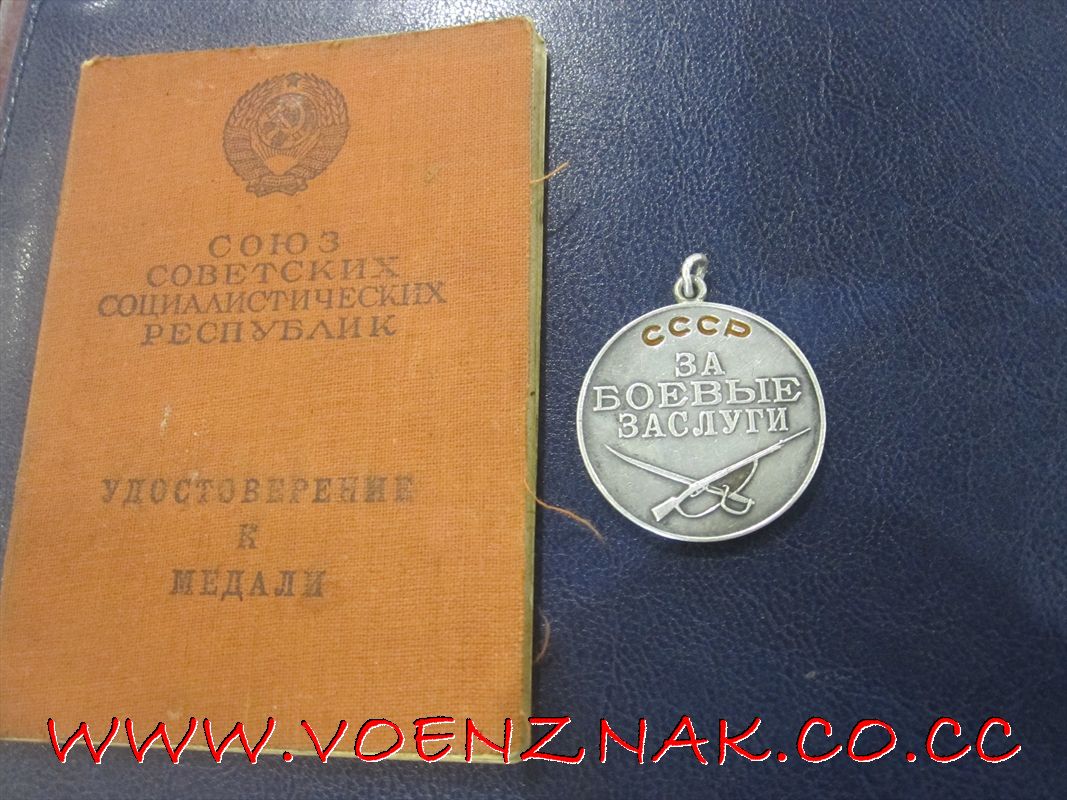 СОЮЗ
СОВЕТСКИХ
СОЦИАЛИСТИЧЕСКИХ
РЕСПУБЛИК
УДОСТОВЕРЕНИЕ
К
МЕДАЛИ
СССР
ЗА
БОЕВЫЕ
ЗАСЛУГИ
WWW.VOENZNAK.CO.CC